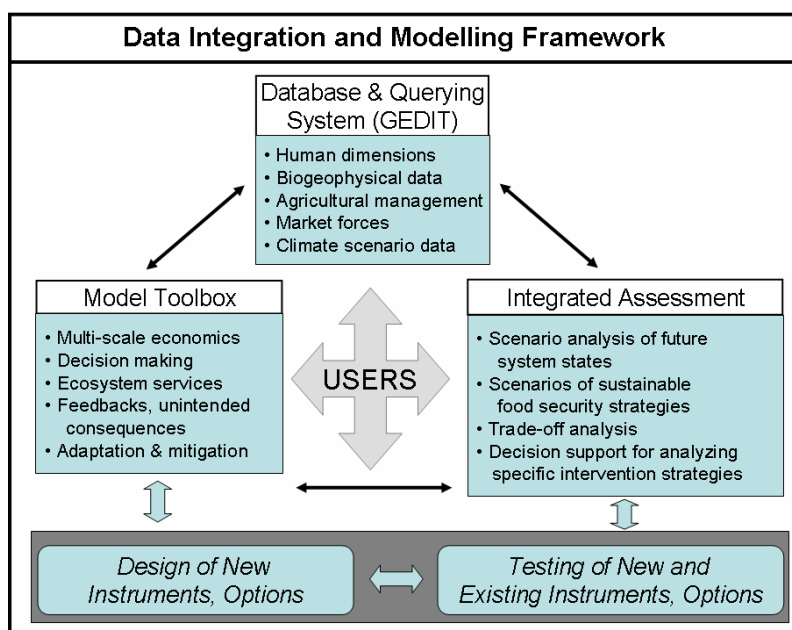 Data Integration and Modelling Framework
Database & Querying
System (GEDIT)
• Human dimensions
• Biogeophysical data
• Agricultural management
• Market forces
• Climate scenario data
Model Toolbox
• Multi-scale economics
• Decision making
• Ecosystem services
• Feedbacks, unintended
consequences
• Adaptation & mitigation
USERS
Integrated Assessment
• Scenario analysis of future
system states
• Scenarios of sustainable
food security strategies
• Trade-off analysis
• Decision support for analyzing
specific intervention strategies
Design of New
Instruments, Options
Testing of New and
Existing Instruments, Options